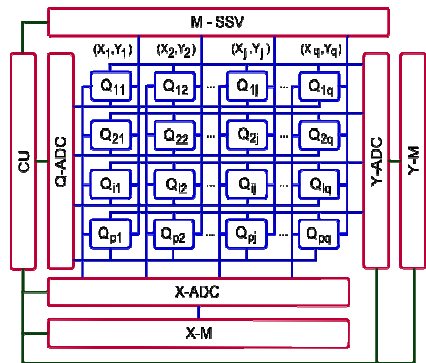 M - SSV
(X1,Y1) (X2,Y2) (Xj,Yj) (Xq,Yq)
Q11 Q12 ... Q1j ... Q1q
Q21 Q22 ... Q2j ... Q2q
CU Q-ADC Y-ADC Y-M
Qi1 Qi2 ... Qij ... Qiq
Qp1 Qp2 ... Qpj ... Qpq
X-ADC
X-M